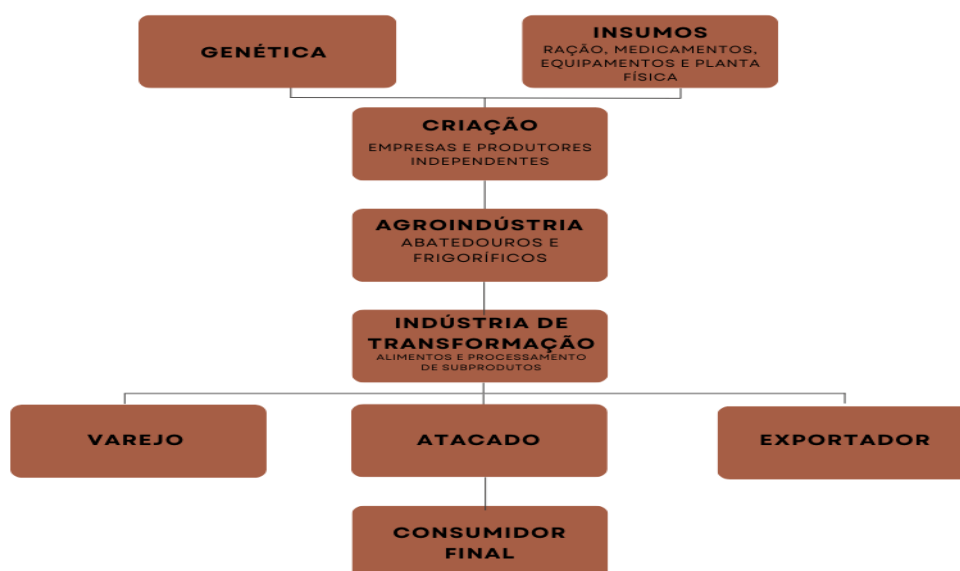 GENÉTICA
INSUMOS
RAÇÃO, MEDICAMENTOS,
EQUIPAMENTOS E PLANTA
FÍSICA
CRIAÇÃO
EMPRESAS E PRODUTORES
INDEPENDENTES
AGROINDÚSTRIA
ABATEDOUROS E
FRIGORÍFICOS
INDÚSTRIA DE
TRANSFORMAÇÃO
ALIMENTOS E PROCESSAMENTO
DE SUBPRODUTOS
VAREJO
ATACADO
EXPORTADOR
CONSUMIDOR
FINAL